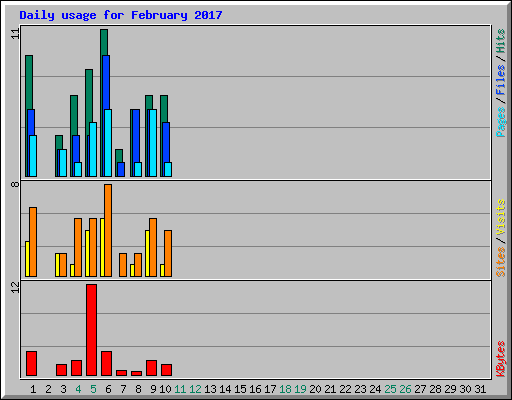 Daily usage for February 2017
11
Pages / Files / Hits
8
Sites / Visits
12
KBytes
1 2 3 4 5 6 7 8 9 10 11 12 13 14 15 16 17 18 19 20 21 22 23 24 25 26 27 28 29 30 31